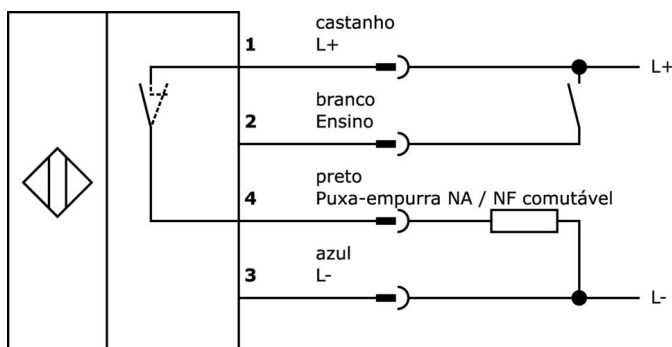 castanho
1 L+
L+
branco
2 Ensino
preto
4 Puxa-empurra NA / NF comutável
azul
3 L-
L-